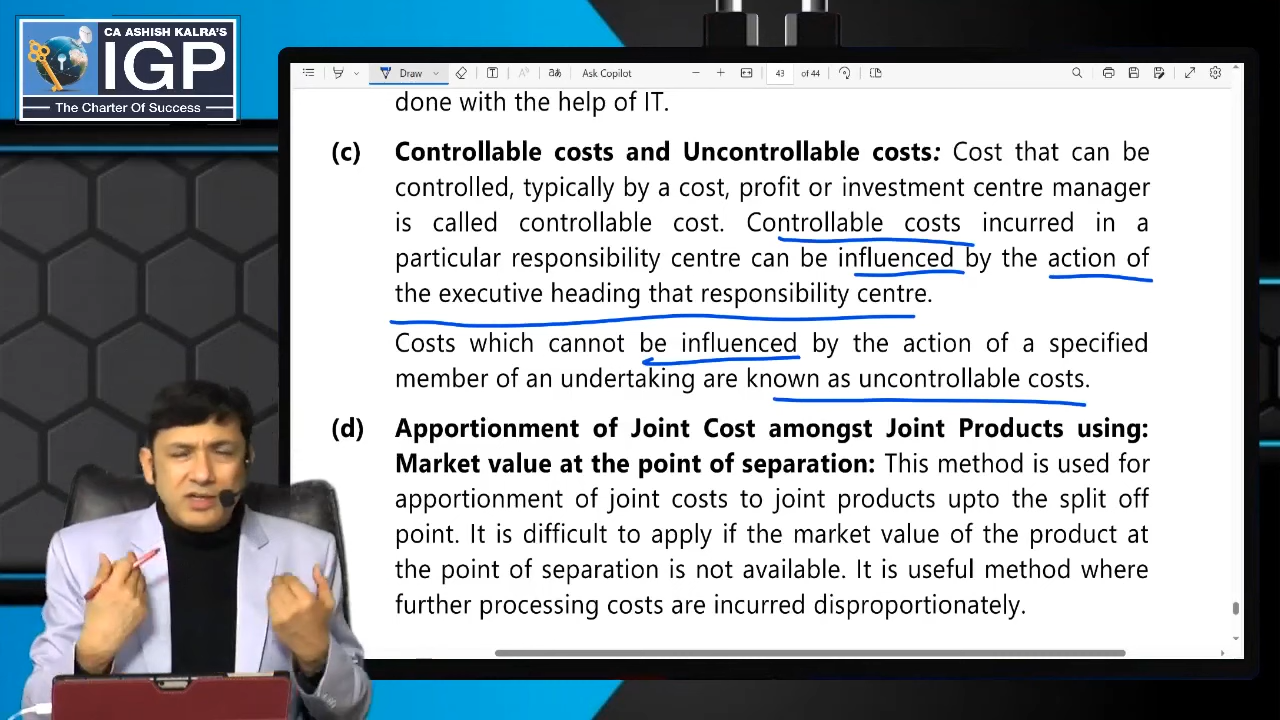 CA ASHISH KALRA'S
IGP
The Charter Of Success
Draw
Ask Copilot
43 of 44
done with the help of IT.
(c) Controllable costs and Uncontrollable costs: Cost that can be
controlled, typically by a cost, profit or investment centre manager
is called controllable cost. Controllable costs incurred in a
particular responsibility centre can be influenced by the action of
the executive heading that responsibility centre.
Costs which cannot be influenced by the action of a specified
member of an undertaking are known as uncontrollable costs.
(d) Apportionment of Joint Cost amongst Joint Products using:
Market value at the point of separation: This method is used for
apportionment of joint costs to joint products upto the split off
point. It is difficult to apply if the market value of the product at
the point of separation is not available. It is useful method where
further processing costs are incurred disproportionately.